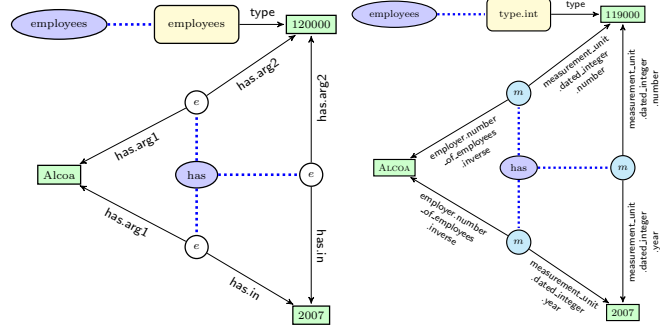 employees
employees
type
120000
has.arg2
e
has.arg1
has.arg2
Alcoa
has
e
has.arg1
e
has.in
has.in
2007
employees
type.int
type
119000
measurement_unit
.dated_integer
.number
m
employer.number
_of_employees
.inverse
measurement_unit
.dated_integer
.number
Alcoa
has
m
employer.number
_of_employees
.inverse
m
measurement_unit
.dated_integer
.year
measurement_unit
.dated_integer
.year
2007